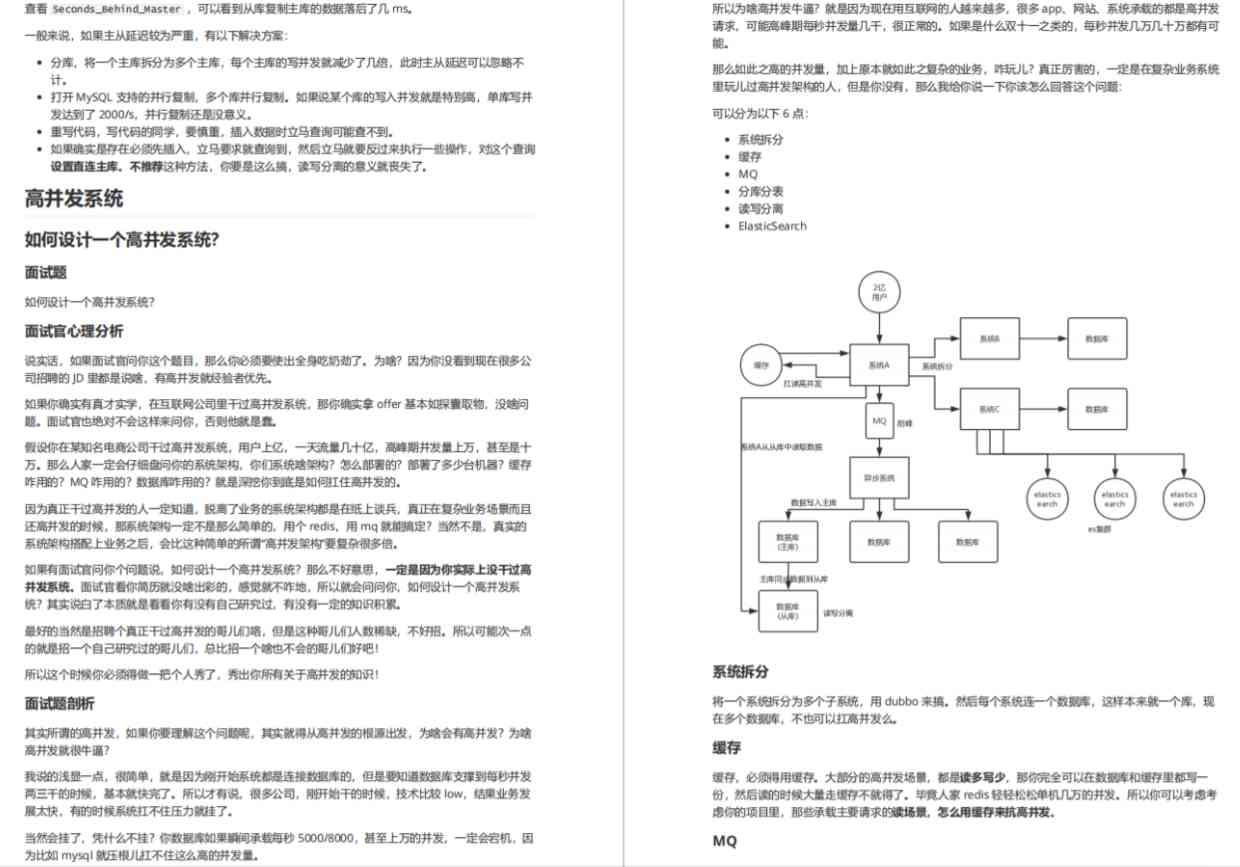 查看 Seconds_Behind_Master ，可以看到从库复制主库的数据落后了几 ms。
一般来说，如果主从延迟较为严重，有以下解决方案：
• 分库，将一个主库拆分为多个主库，每个主库的写并发就减少了几倍，此时主从延迟可以忽略不
计。
• 打开 MySQL 支持的并行复制，多个库并行复制。如果说某个库的写入并发就是特别高，单库写并
发达到了 2000/s，并行复制还是没意义。
• 重写代码，写代码的同学，要慎重，插入数据时立马查询可能查不到。
• 如果确实是存在必须先插入，立马要求就查询到，然后立马就要反过来执行一些操作，对这个查询
设置直连主库。不推荐这种方法，你要是这么搞，读写分离的意义就丧失了。
高并发系统
如何设计一个高并发系统？
面试题
如何设计一个高并发系统？
面试官心理分析
说实话，如果面试官问你这个题目，那么你必须要使出全身吃奶劲了。为啥？因为你没看到现在很多公
司招聘的 JD 里都是说啥，有高并发就经验者优先。
如果你确实有真才实学，在互联网公司里干过高并发系统，那你确实拿 offer 基本如探囊取物，没啥问
题。面试官也绝对不会这样来问你，否则他就是蠢。
假设你在某知名电商公司干过高并发系统，用户上亿，一天流量几十亿，高峰期并发量上万，甚至是十
万。那么人家一定会仔细盘问你的系统架构，你们系统啥架构？怎么部署的？部署了多少台机器？缓存
咋用的？MQ 咋用的？数据库咋用的？就是深挖你到底是如何扛住高并发的。
因为真正干过高并发的人一定知道，脱离了业务的系统架构都是在纸上谈兵，真正在复杂业务场景而且
还高并发的时候，那系统架构一定不是那么简单的，用个 redis，用 mq 就能搞定？当然不是，真实的
系统架构搭配上业务之后，会比这种简单的所谓“高并发架构”要复杂很多倍。
如果有面试官问你个问题说，如何设计一个高并发系统？那么不好意思，一定是因为你实际上没干过高
并发系统。面试官看你简历就没啥出彩的，感觉就不咋地，所以就会问问你，如何设计一个高并发系
统？其实说白了本质就是看看你有没有自己研究过，有没有一定的知识积累。
最好的当然是招聘个真正干过高并发的哥儿们咯，但是这种哥儿们人数稀缺，不好招。所以可能次一点
的就是招一个自己研究过的哥儿们，总比招一个啥也不会的哥儿们好吧！
所以这个时候你必须得做一把个人秀了，秀出你所有关于高并发的知识！
面试题剖析
其实所谓的高并发，如果你要理解这个问题呢，其实就得从高并发的根源出发，为啥会有高并发？为啥
高并发就很牛逼？
我说的浅显一点，很简单，就是因为刚开始系统都是连接数据库的，但是要知道数据库支撑到每秒并发
两三千的时候，基本就快完了。所以才有说，很多公司，刚开始干的时候，技术比较 low，结果业务发
展太快，有的时候系统扛不住压力就挂了。
当然会挂了，凭什么不挂？你数据库如果瞬间承载每秒 5000/8000，甚至上万的并发，一定会宕机，因
为比如 mysql 就压根儿扛不住这么高的并发量。
所以为啥高并发牛逼？就是因为现在用互联网的人越来越多，很多 app、网站、系统承载的都是高并发
请求，可能高峰期每秒并发量几千，很正常的。如果是什么双十一之类的，每秒并发几万几十万都有可
能。
那么如此之高的并发量，加上原本就如此之复杂的业务，咋玩儿？真正厉害的，一定是在复杂业务系统
里玩儿过高并发架构的人，但是你没有，那么我给你说一下你该怎么回答这个问题：
可以分为以下 6 点：
• 系统拆分
• 缓存
• MQ
• 分库分表
• 读写分离
• ElasticSearch
2亿
用户
缓存
系统A
系统B
数据库
扛读高并发
系统拆分
系统C
数据库
MQ
削峰
系统A从从库中读取数据
异步系统
elastics
earch
elastics
earch
elastics
earch
es集群
数据写入主库
数据库
（主库）
数据库
数据库
主库同步数据到从库
数据库
（从库）
读写分离
系统拆分
将一个系统拆分为多个子系统，用 dubbo 来搞。然后每个系统连一个数据库，这样本来就一个库，现
在多个数据库，不也可以扛高并发么。
缓存
缓存，必须得用缓存。大部分的高并发场景，都是读多写少，那你完全可以在数据库和缓存里都写一
份，然后读的时候大量走缓存不就得了。毕竟人家 redis 轻轻松松单机几万的并发。所以你可以考虑考
虑你的项目里，那些承载主要请求的读场景，怎么用缓存来抗高并发。
MQ